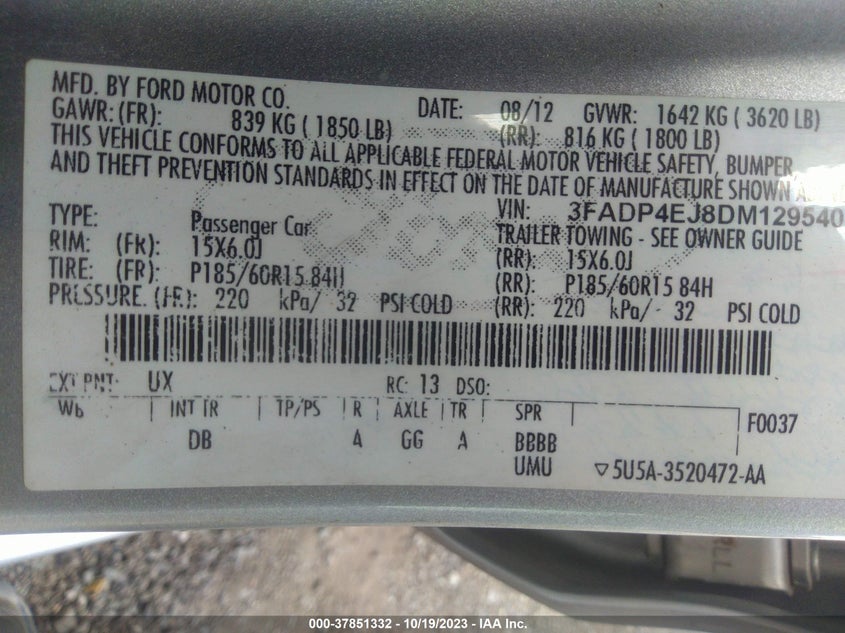 MFD. BY FORD MOTOR CO.
DATE: 08/12 GVWR: 1642 KG ( 3620 LB)
GAWR: (FR): 839 KG ( 1850 LB) (RR): 816 KG ( 1800 LB)
THIS VEHICLE CONFORMS TO ALL APPLICABLE FEDERAL MOTOR VEHICLE SAFETY, BUMPER
AND THEFT PREVENTION STANDARDS IN EFFECT ON THE DATE OF MANUFACTURE SHOWN
VIN: 3FADP4EJ8DM129540
TYPE: Passenger Car TRAILER TOWING - SEE OWNER GUIDE
RIM: (FR): 15X6.0J (RR): 15X6.0J
TIRE: (FR): P185/60R15 84H (RR): P185/60R15 84H
PRESSURE. (FR): 220 kPa/ 32 PSI COLD (RR): 220 kPa/ 32 PSI COLD
EXT PNT: UX RC: 13 DSO:
WB INT TR TP/PS R AXLE TR SPR F0037
DB A GG A BBBB
UMU ▽5U5A-3520472-AA
000-37851332 - 10/19/2023 - IAA Inc.